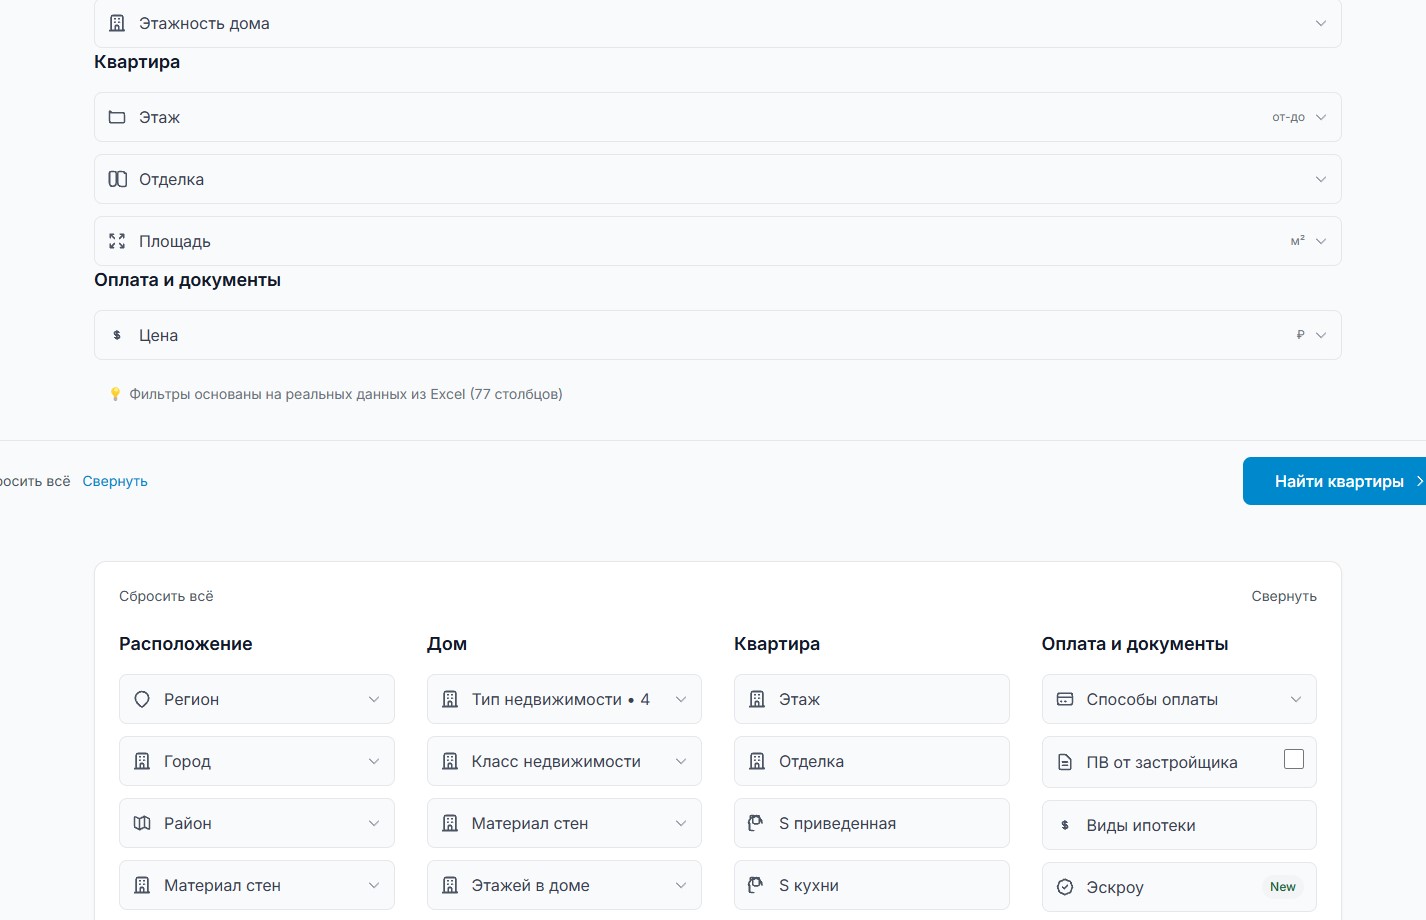 Этажность дома
Квартира
Этаж от-до
Отделка
Площадь м²
Оплата и документы
$ Цена ₽
Фильтры основаны на реальных данных из Excel (77 столбцов)
росить всё Свернуть Найти квартиры
Сбросить всё Свернуть
Расположение
Регион
Город
Район
Материал стен
Дом
Тип недвижимости • 4
Класс недвижимости
Материал стен
Этажей в доме
Квартира
Этаж
Отделка
S приведенная
S кухни
Оплата и документы
Способы оплаты
ПВ от застройщика
$ Виды ипотеки
Эскроу New